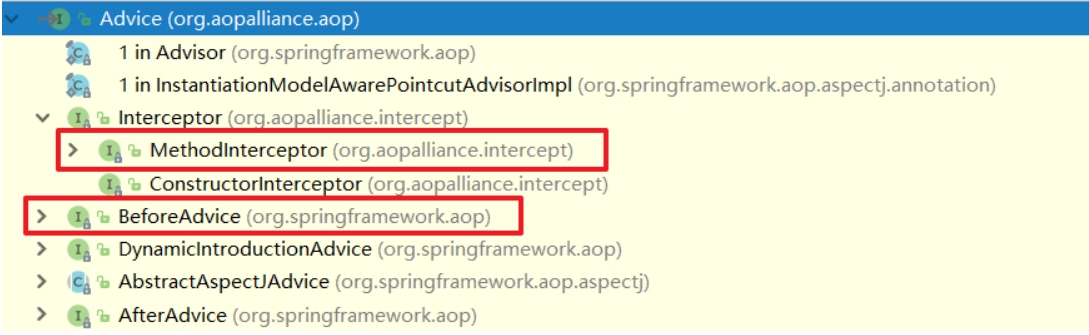 Advice (org.aopalliance.aop)
1 in Advisor (org.springframework.aop)
1 in InstantiationModelAwarePointcutAdvisorImpl (org.springframework.aop.aspectj.annotation)
Interceptor (org.aopalliance.intercept)
MethodInterceptor (org.aopalliance.intercept)
ConstructorInterceptor (org.aopalliance.intercept)
BeforeAdvice (org.springframework.aop)
DynamicIntroductionAdvice (org.springframework.aop)
AbstractAspectJAdvice (org.springframework.aop.aspectj)
AfterAdvice (org.springframework.aop)